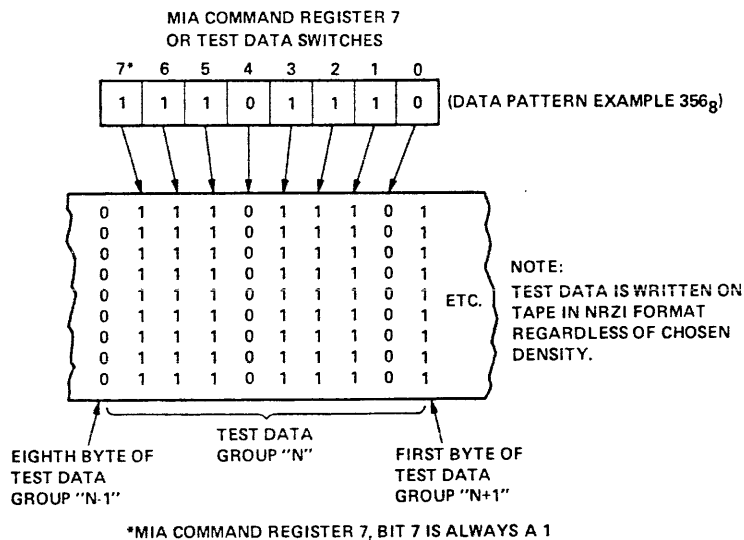 MIA COMMAND REGISTER 7
OR TEST DATA SWITCHES
7* 6 5 4 3 2 1 0
1 1 1 0 1 1 1 0 (DATA PATTERN EXAMPLE 356₈)
0 1 1 1 0 1 1 1 0 1
0 1 1 1 0 1 1 1 0 1
0 1 1 1 0 1 1 1 0 1
0 1 1 1 0 1 1 1 0 1
0 1 1 1 0 1 1 1 0 1
0 1 1 1 0 1 1 1 0 1
0 1 1 1 0 1 1 1 0 1
0 1 1 1 0 1 1 1 0 1
0 1 1 1 0 1 1 1 0 1
ETC.
NOTE:
TEST DATA IS WRITTEN ON
TAPE IN NRZI FORMAT
REGARDLESS OF CHOSEN
DENSITY.
EIGHTH BYTE OF
TEST DATA
GROUP "N-1"
TEST DATA
GROUP "N"
FIRST BYTE OF
TEST DATA
GROUP "N+1"
*MIA COMMAND REGISTER 7, BIT 7 IS ALWAYS A 1